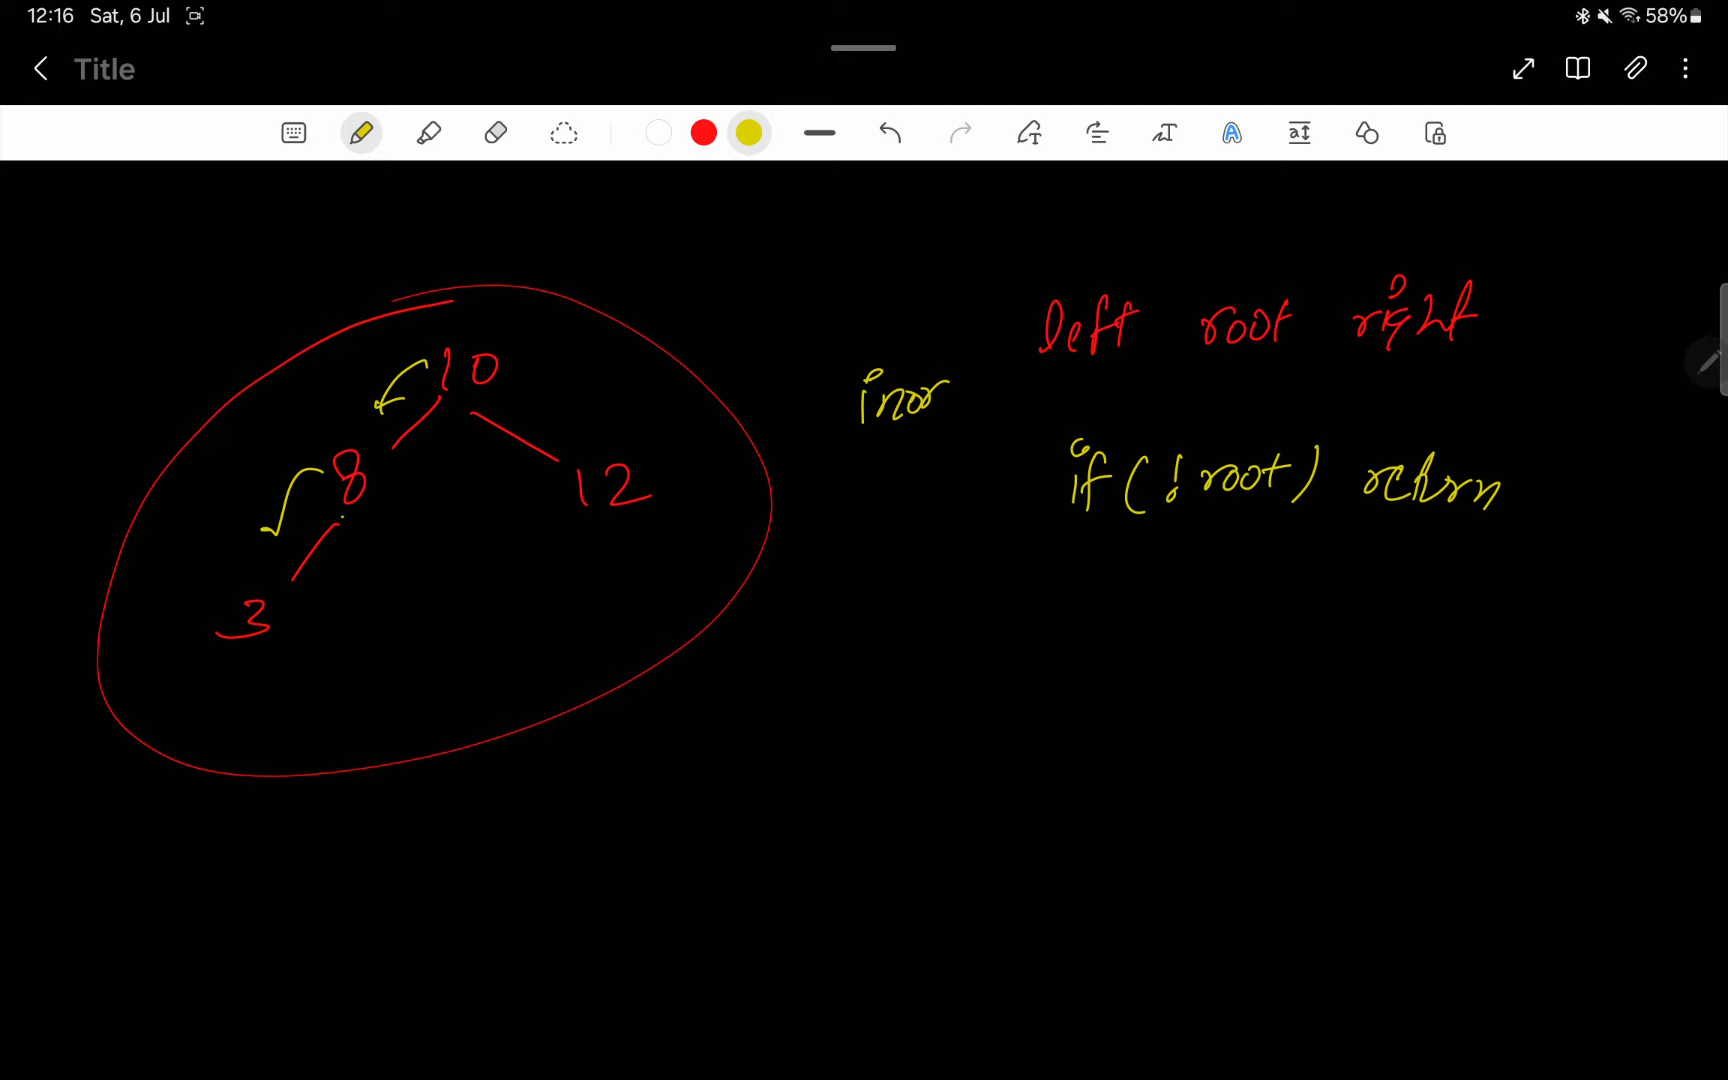 12:16 Sat, 6 Jul
58%
Title
left root right
10
inor
if(!root) return
8
12
3